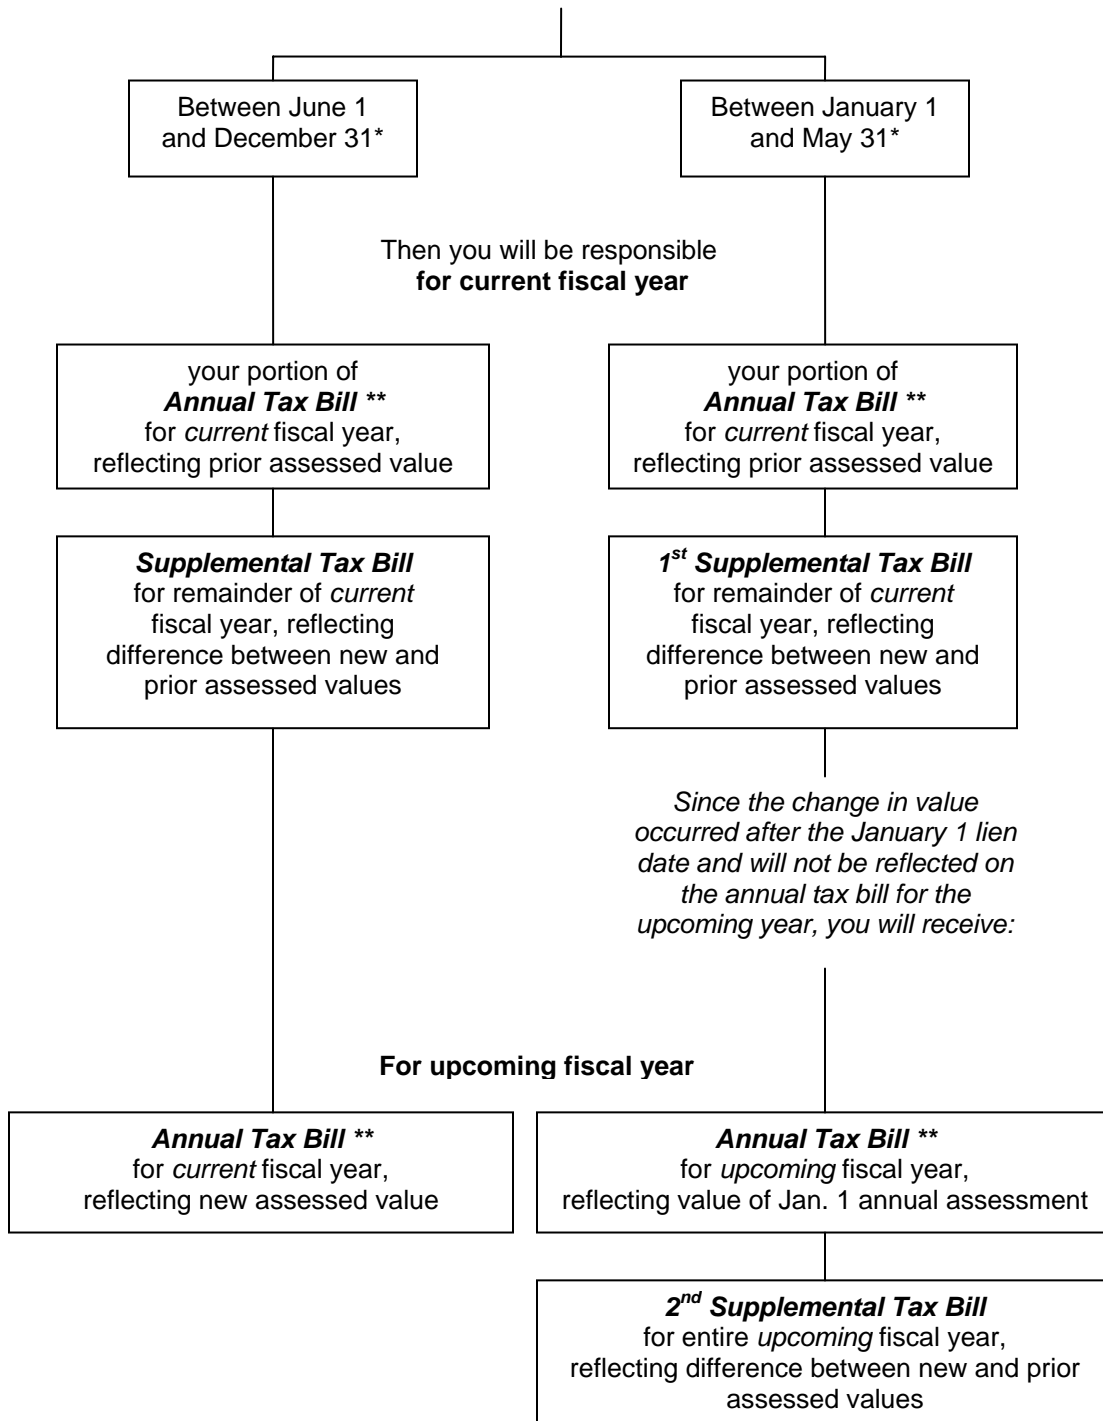 Between June 1
and December 31*
Between January 1
and May 31*
Then you will be responsible
for current fiscal year
your portion of
Annual Tax Bill **
for current fiscal year,
reflecting prior assessed value
your portion of
Annual Tax Bill **
for current fiscal year,
reflecting prior assessed value
Supplemental Tax Bill
for remainder of current
fiscal year, reflecting
difference between new and
prior assessed values
1st Supplemental Tax Bill
for remainder of current
fiscal year, reflecting
difference between new and
prior assessed values
Since the change in value
occurred after the January 1 lien
date and will not be reflected on
the annual tax bill for the
upcoming year, you will receive:
For upcoming fiscal year
Annual Tax Bill **
for current fiscal year,
reflecting new assessed value
Annual Tax Bill **
for upcoming fiscal year,
reflecting value of Jan. 1 annual assessment
2nd Supplemental Tax Bill
for entire upcoming fiscal year,
reflecting difference between new and prior
assessed values